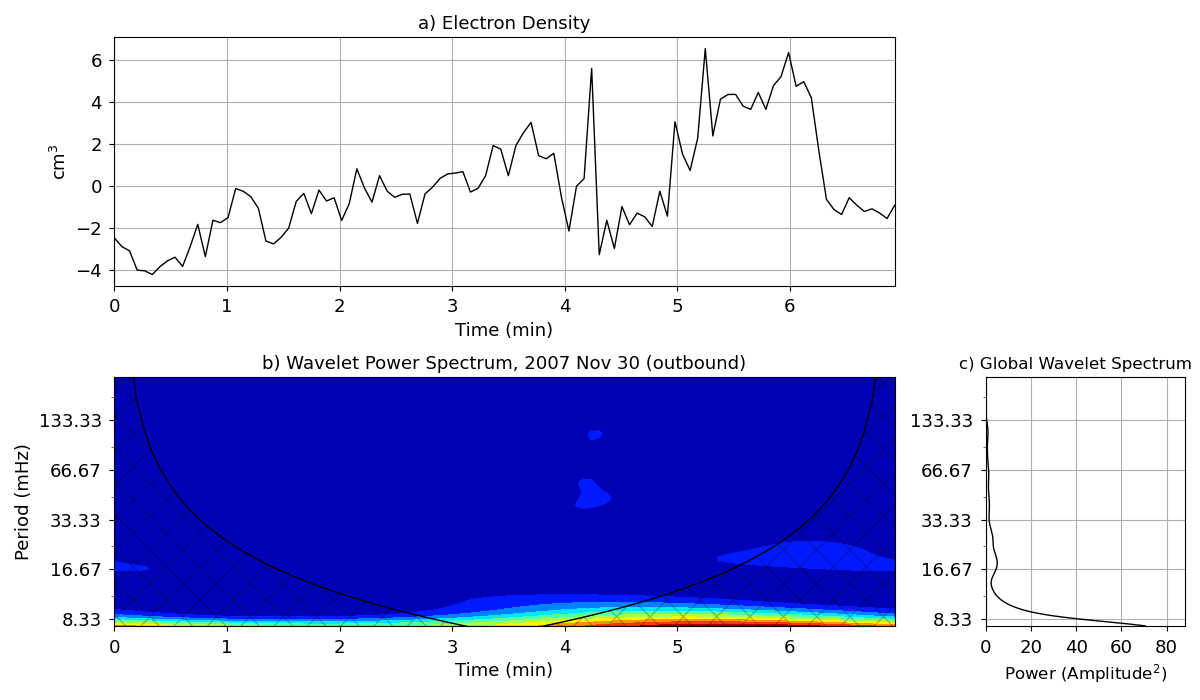 a) Electron Density
6
4
2
0
−2
−4
cm³
0 1 2 3 4 5 6
Time (min)
b) Wavelet Power Spectrum, 2007 Nov 30 (outbound)
133.33
66.67
33.33
16.67
8.33
Period (mHz)
0 1 2 3 4 5 6
Time (min)
c) Global Wavelet Spectrum
133.33
66.67
33.33
16.67
8.33
0 20 40 60 80
Power (Amplitude²)